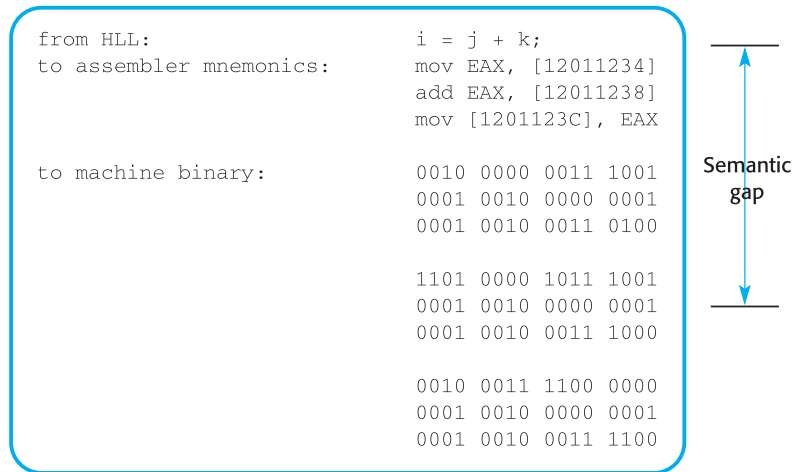 from HLL: i = j + k;
to assembler mnemonics: mov EAX, [12011234]
add EAX, [12011238]
mov [1201123C], EAX
to machine binary: 0010 0000 0011 1001
0001 0010 0000 0001
0001 0010 0011 0100
1101 0000 1011 1001
0001 0010 0000 0001
0001 0010 0011 1000
0010 0011 1100 0000
0001 0010 0000 0001
0001 0010 0011 1100
Semantic
gap